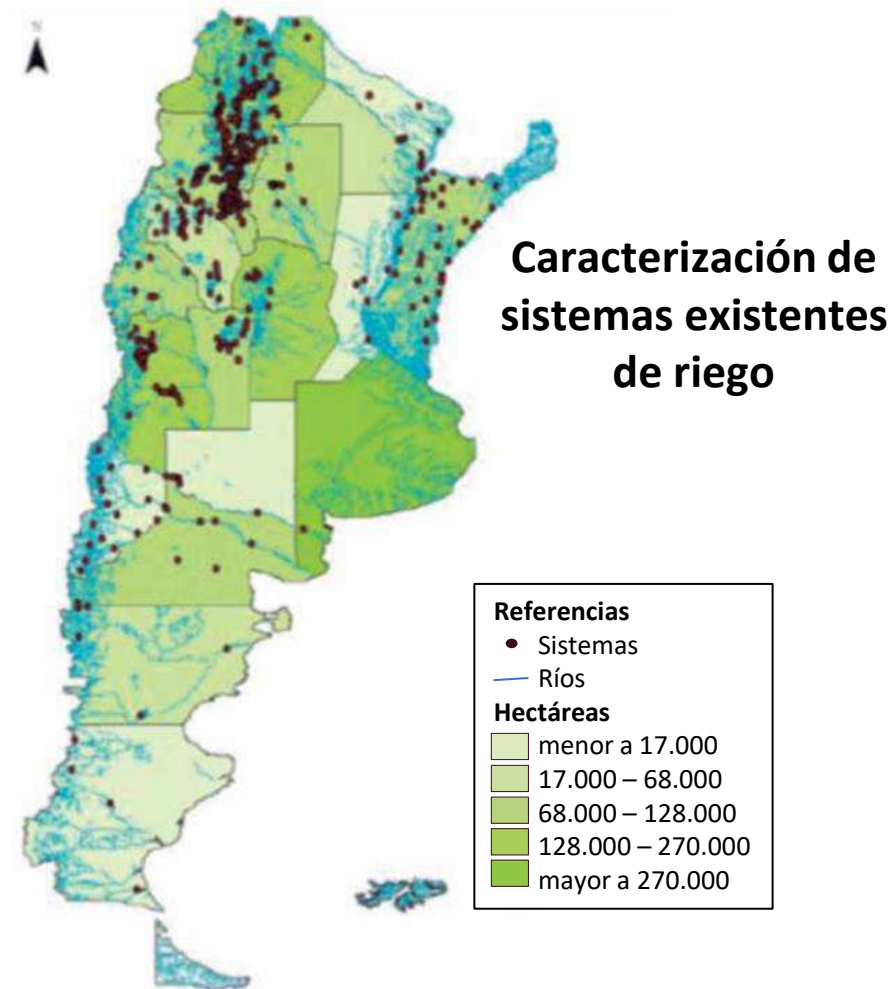 N
Caracterización de
sistemas existentes
de riego
Referencias
Sistemas
Ríos
Hectáreas
menor a 17.000
17.000 – 68.000
68.000 – 128.000
128.000 – 270.000
mayor a 270.000